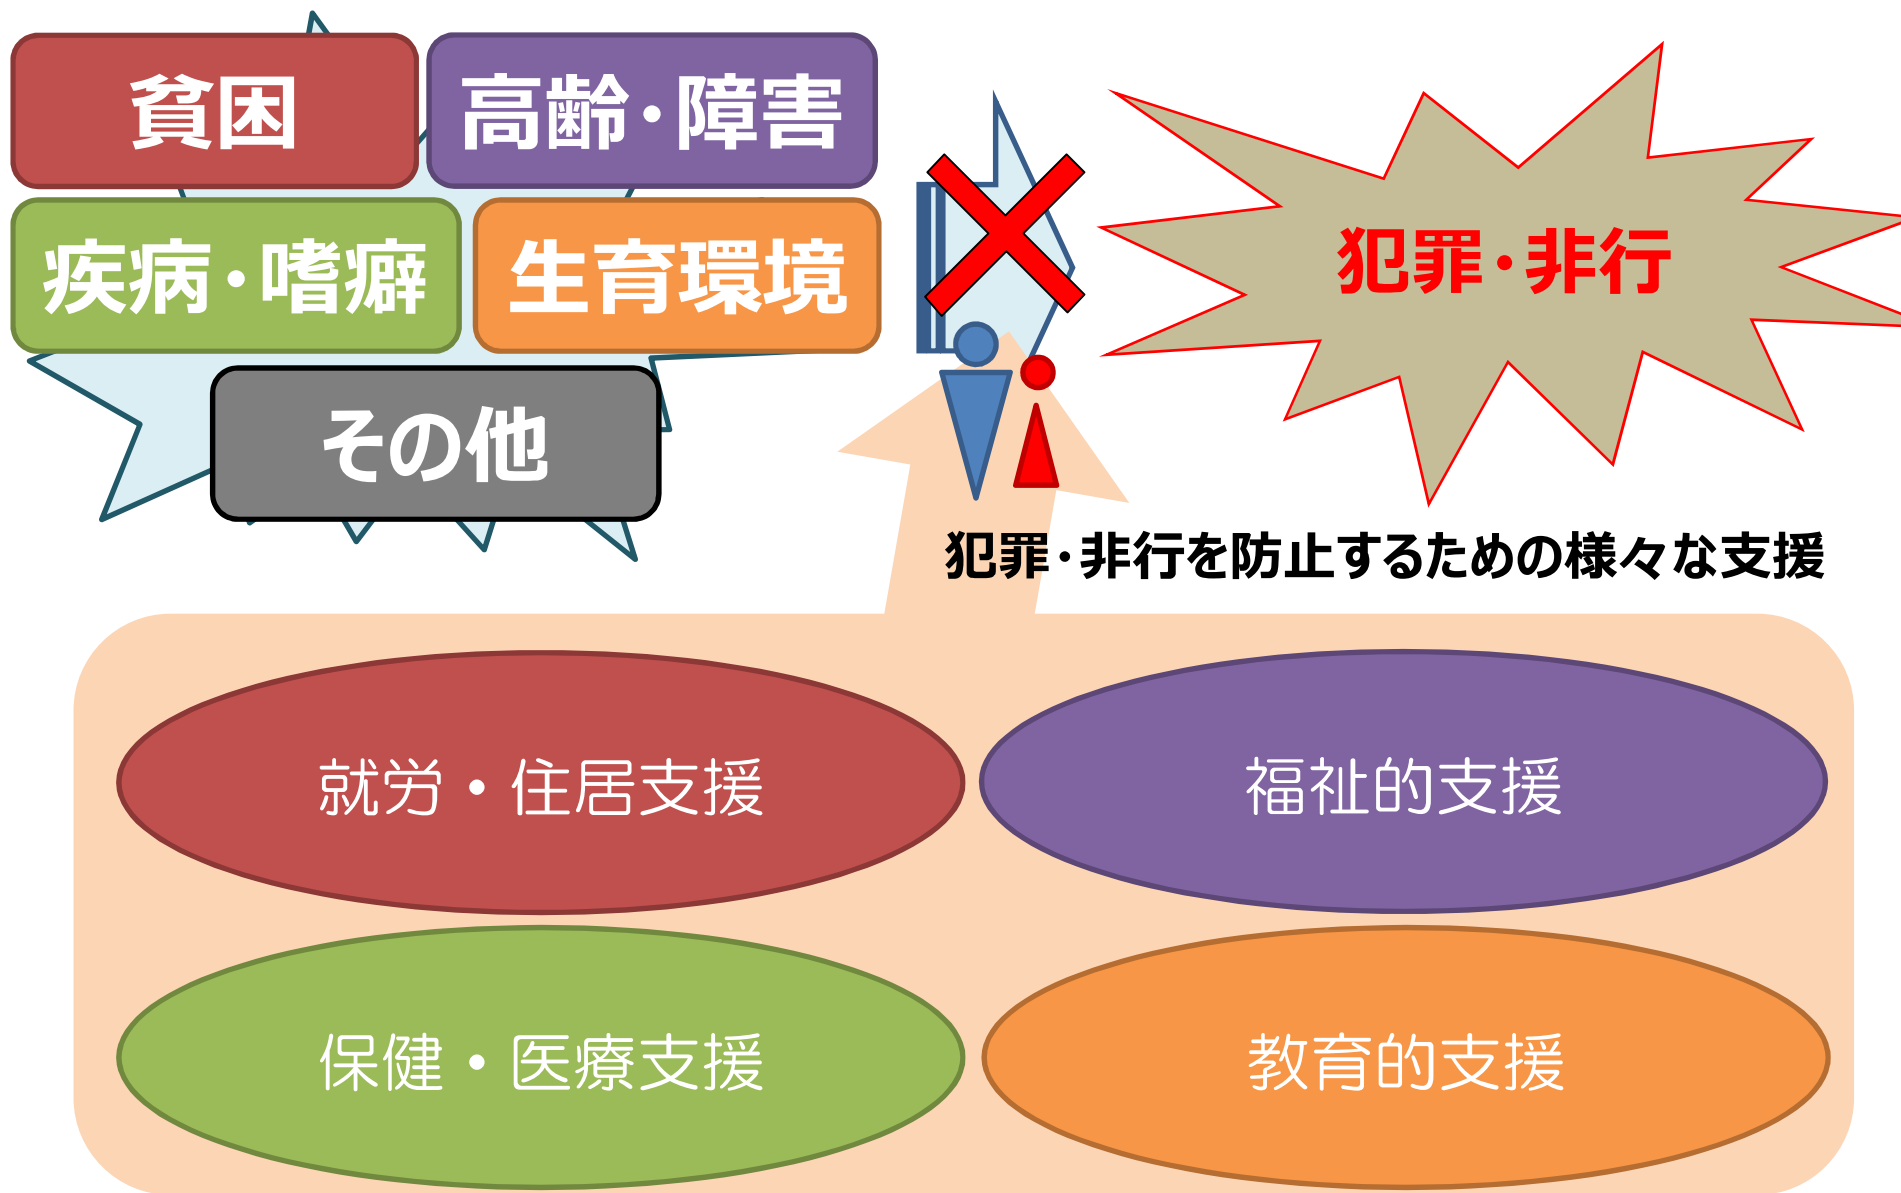 貧困
高齢・障害
疾病・嗜癖
生育環境
その他
犯罪・非行
犯罪・非行を防止するための様々な支援
就労・住居支援
福祉的支援
保健・医療支援
教育的支援